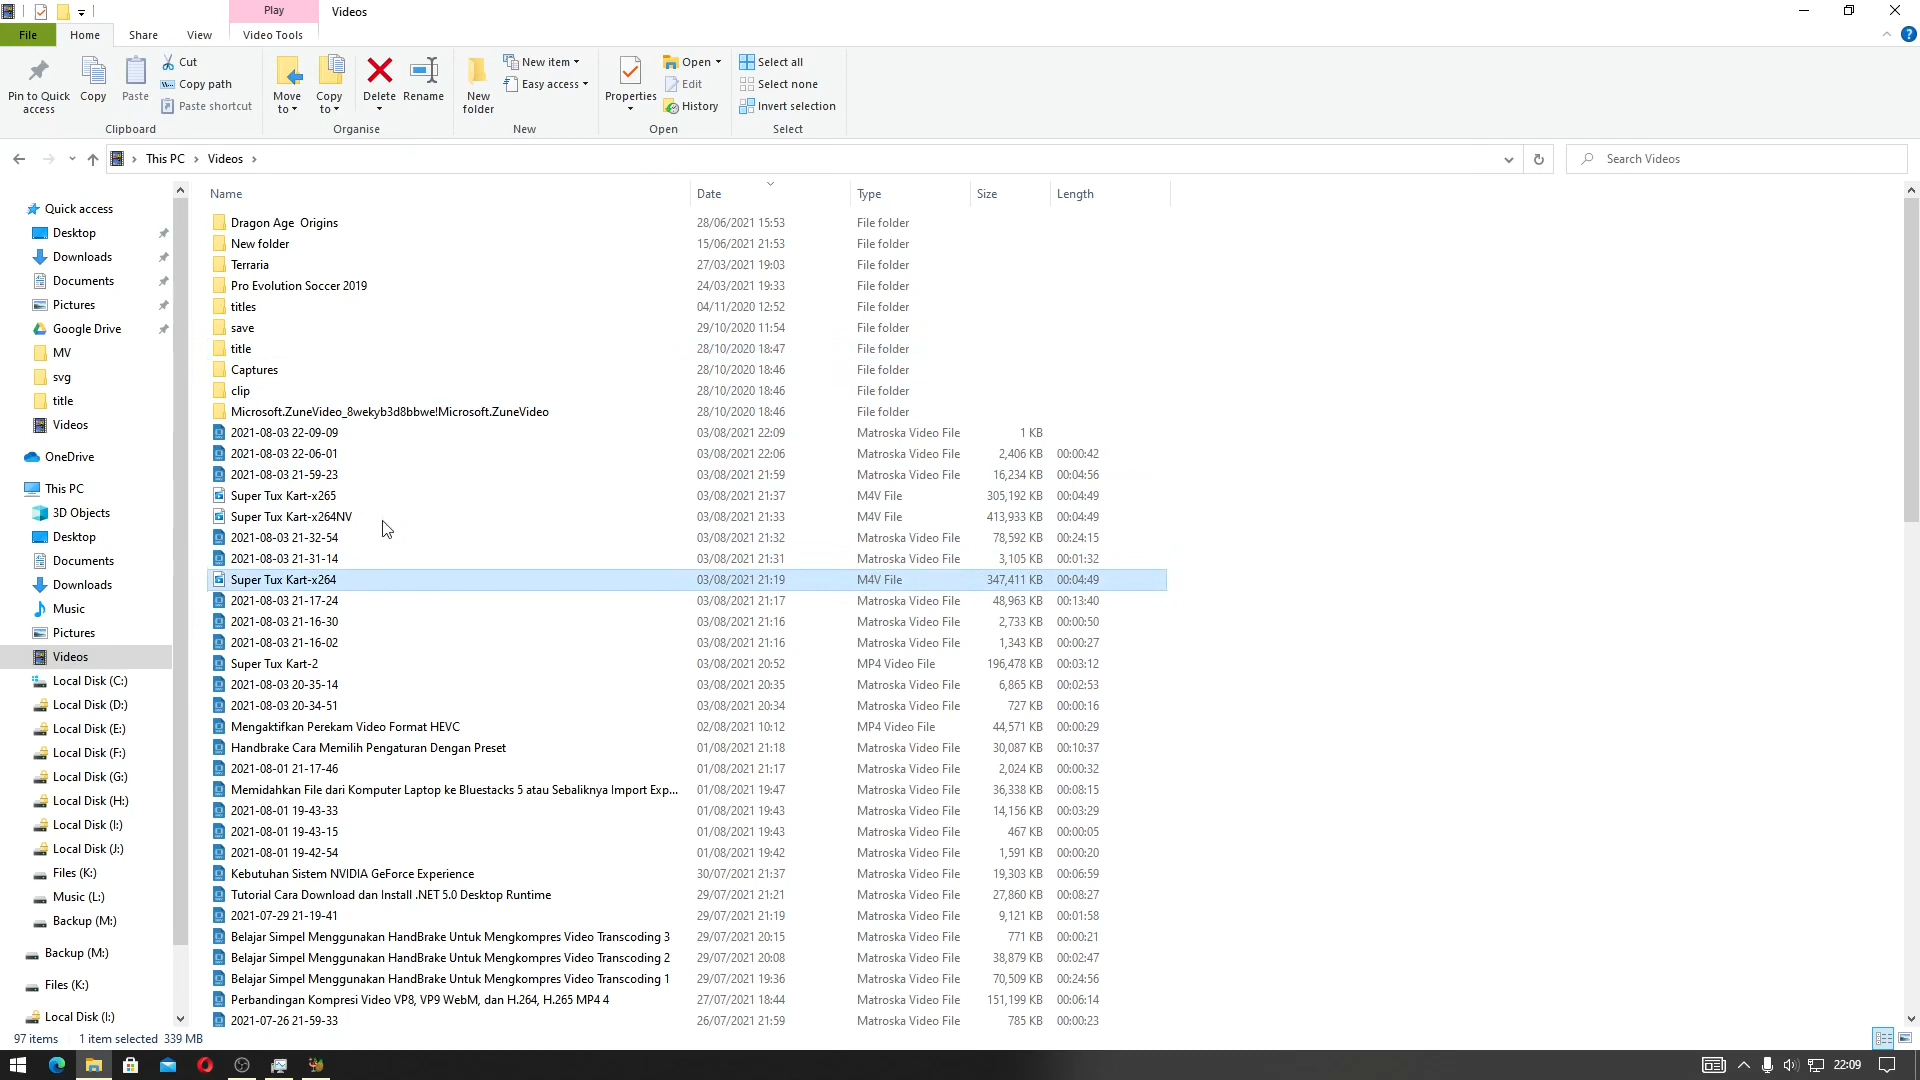 Play
Videos
File
Home
Share
View
Video Tools
Pin to Quick access
Copy
Paste
Cut
Copy path
Paste shortcut
Clipboard
Move to
Copy to
Delete
Rename
Organise
New folder
New item
Easy access
New
Properties
Open
Edit
History
Open
Select all
Select none
Invert selection
Select
This PC
Videos
Search Videos
Quick access
Desktop
Downloads
Documents
Pictures
Google Drive
MV
svg
title
Videos
OneDrive
This PC
3D Objects
Desktop
Documents
Downloads
Music
Pictures
Videos
Local Disk (C:)
Local Disk (D:)
Local Disk (E:)
Local Disk (F:)
Local Disk (G:)
Local Disk (H:)
Local Disk (I:)
Local Disk (J:)
Files (K:)
Music (L:)
Backup (M:)
Backup (M:)
Files (K:)
Local Disk (I:)
Name Date Type Size Length
Dragon Age  Origins 28/06/2021 15:53 File folder
New folder 15/06/2021 21:53 File folder
Terraria 27/03/2021 19:03 File folder
Pro Evolution Soccer 2019 24/03/2021 19:33 File folder
titles 04/11/2020 12:52 File folder
save 29/10/2020 11:54 File folder
title 28/10/2020 18:47 File folder
Captures 28/10/2020 18:46 File folder
clip 28/10/2020 18:46 File folder
Microsoft.ZuneVideo_8wekyb3d8bbwe!Microsoft.ZuneVideo 28/10/2020 18:46 File folder
2021-08-03 22-09-09 03/08/2021 22:09 Matroska Video File 1 KB
2021-08-03 22-06-01 03/08/2021 22:06 Matroska Video File 2,406 KB 00:00:42
2021-08-03 21-59-23 03/08/2021 21:59 Matroska Video File 16,234 KB 00:04:56
Super Tux Kart-x265 03/08/2021 21:37 M4V File 305,192 KB 00:04:49
Super Tux Kart-x264NV 03/08/2021 21:33 M4V File 413,933 KB 00:04:49
2021-08-03 21-32-54 03/08/2021 21:32 Matroska Video File 78,592 KB 00:24:15
2021-08-03 21-31-14 03/08/2021 21:31 Matroska Video File 3,105 KB 00:01:32
Super Tux Kart-x264 03/08/2021 21:19 M4V File 347,411 KB 00:04:49
2021-08-03 21-17-24 03/08/2021 21:17 Matroska Video File 48,963 KB 00:13:40
2021-08-03 21-16-30 03/08/2021 21:16 Matroska Video File 2,733 KB 00:00:50
2021-08-03 21-16-02 03/08/2021 21:16 Matroska Video File 1,343 KB 00:00:27
Super Tux Kart-2 03/08/2021 20:52 MP4 Video File 196,478 KB 00:03:12
2021-08-03 20-35-14 03/08/2021 20:35 Matroska Video File 6,865 KB 00:02:53
2021-08-03 20-34-51 03/08/2021 20:34 Matroska Video File 727 KB 00:00:16
Mengaktifkan Perekam Video Format HEVC 02/08/2021 10:12 MP4 Video File 44,571 KB 00:00:29
Handbrake Cara Memilih Pengaturan Dengan Preset 01/08/2021 21:18 Matroska Video File 30,087 KB 00:10:37
2021-08-01 21-17-46 01/08/2021 21:17 Matroska Video File 2,024 KB 00:00:32
Memidahkan File dari Komputer Laptop ke Bluestacks 5 atau Sebaliknya Import Exp... 01/08/2021 19:47 Matroska Video File 36,338 KB 00:08:15
2021-08-01 19-43-33 01/08/2021 19:43 Matroska Video File 14,156 KB 00:03:29
2021-08-01 19-43-15 01/08/2021 19:43 Matroska Video File 467 KB 00:00:05
2021-08-01 19-42-54 01/08/2021 19:42 Matroska Video File 1,591 KB 00:00:20
Kebutuhan Sistem NVIDIA GeForce Experience 30/07/2021 21:37 Matroska Video File 19,303 KB 00:06:59
Tutorial Cara Download dan Install .NET 5.0 Desktop Runtime 29/07/2021 21:21 Matroska Video File 27,860 KB 00:08:27
2021-07-29 21-19-41 29/07/2021 21:19 Matroska Video File 9,121 KB 00:01:58
Belajar Simpel Menggunakan HandBrake Untuk Mengkompres Video Transcoding 3 29/07/2021 20:15 Matroska Video File 771 KB 00:00:21
Belajar Simpel Menggunakan HandBrake Untuk Mengkompres Video Transcoding 2 29/07/2021 20:08 Matroska Video File 38,879 KB 00:02:47
Belajar Simpel Menggunakan HandBrake Untuk Mengkompres Video Transcoding 1 29/07/2021 19:36 Matroska Video File 70,509 KB 00:24:56
Perbandingan Kompresi Video VP8, VP9 WebM, dan H.264, H.265 MP4 4 27/07/2021 18:44 Matroska Video File 151,199 KB 00:06:14
2021-07-26 21-59-33 26/07/2021 21:59 Matroska Video File 785 KB 00:00:23
97 items 1 item selected 339 MB
22:09